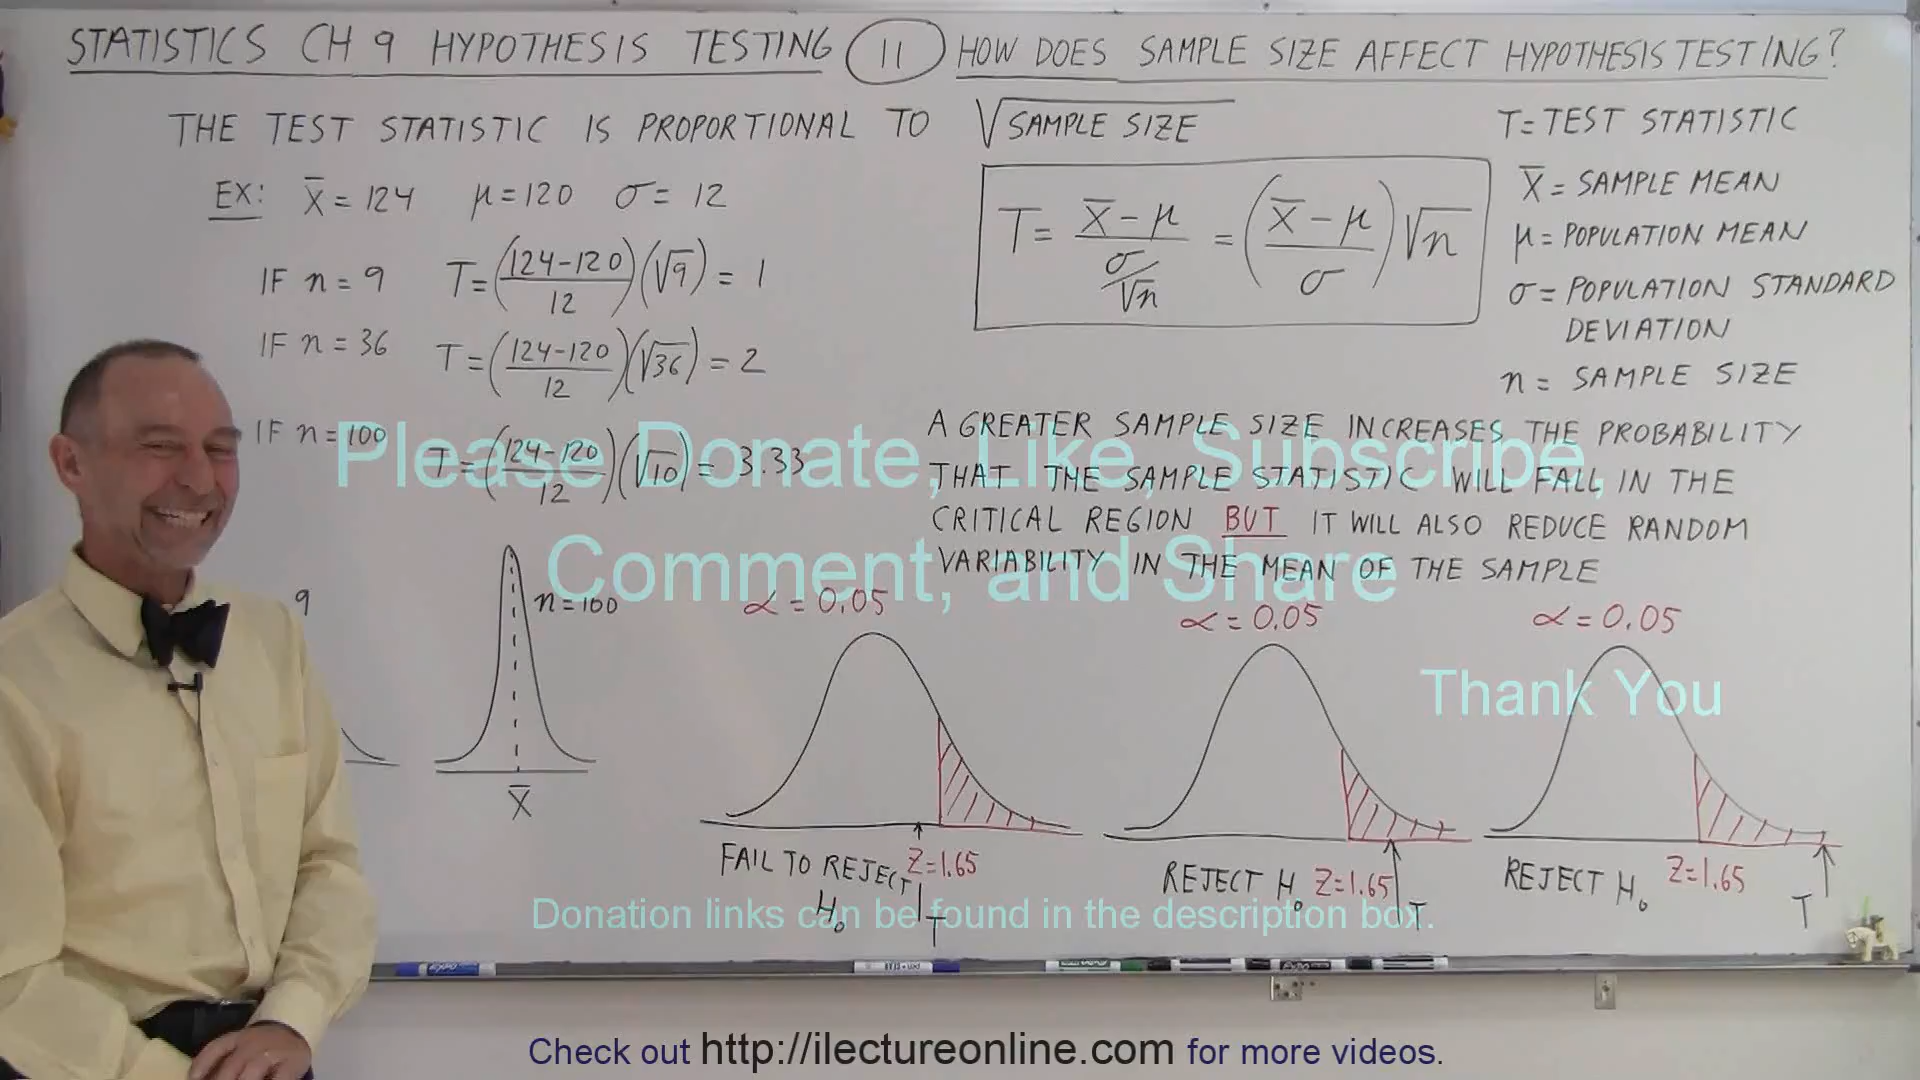 STATISTICS CH 9 HYPOTHESIS TESTING 11 HOW DOES SAMPLE SIZE AFFECT HYPOTHESIS TESTING?
THE TEST STATISTIC IS PROPORTIONAL TO √SAMPLE SIZE
EX: X̄ = 124 μ = 120 σ = 12
IF n = 9 T = ((124-120)/12)(√9) = 1
IF n = 36 T = ((124-120)/12)(√36) = 2
IF n = 100 T = ((124-120)/12)(√10) = 3.33
T = (X̄ - μ)/(σ/√n) = ((X̄ - μ)/σ)√n
T = TEST STATISTIC
X̄ = SAMPLE MEAN
μ = POPULATION MEAN
σ = POPULATION STANDARD
DEVIATION
n = SAMPLE SIZE
A GREATER SAMPLE SIZE INCREASES THE PROBABILITY
THAT THE SAMPLE STATISTIC WILL FALL IN THE
CRITICAL REGION BUT IT WILL ALSO REDUCE RANDOM
VARIABILITY IN THE MEAN OF THE SAMPLE
Please Donate, Like, Subscribe,
Comment, and Share
Thank You
9
n = 100
X̄
α = 0.05
FAIL TO REJECT
H₀
Z = 1.65
T
α = 0.05
REJECT H₀ Z = 1.65
T
α = 0.05
REJECT H₀ Z = 1.65
T
Donation links can be found in the description box.
Check out http://ilectureonline.com for more videos.